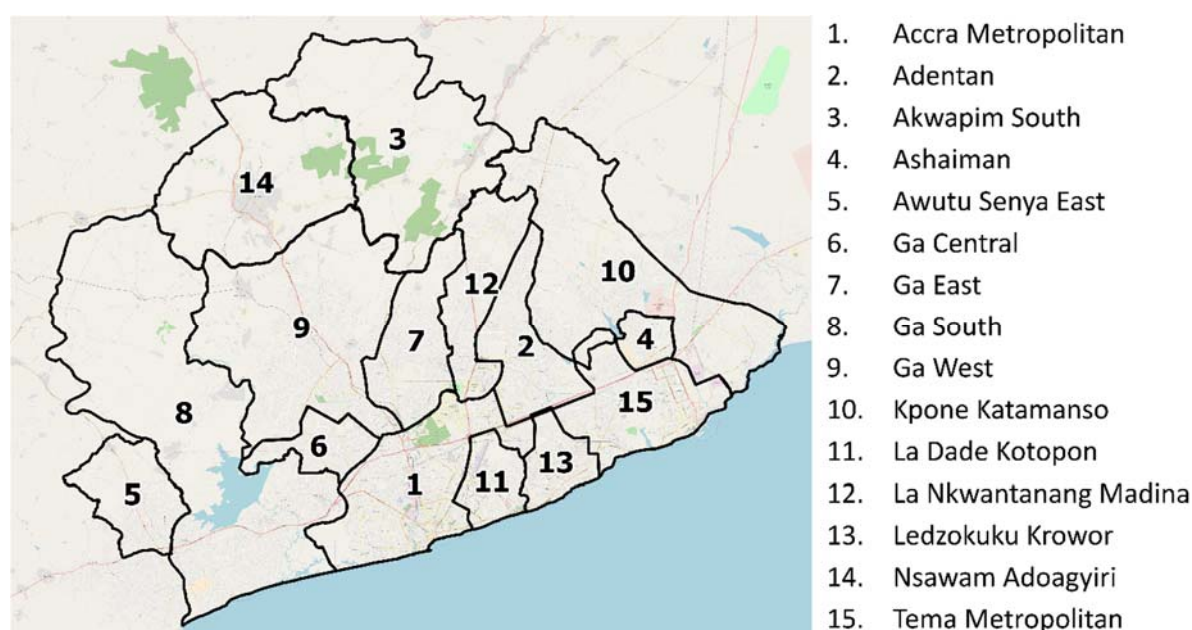 3
14
12
10
9
7
4
2
15
8
6
13
5
1
11
1. Accra Metropolitan
2. Adentan
3. Akwapim South
4. Ashaiman
5. Awutu Senya East
6. Ga Central
7. Ga East
8. Ga South
9. Ga West
10. Kpone Katamanso
11. La Dade Kotopon
12. La Nkwantanang Madina
13. Ledzokuku Krowor
14. Nsawam Adoagyiri
15. Tema Metropolitan